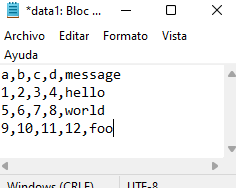 *data1: Bloc
Archivo Editar Formato Vista
Ayuda
a,b,c,d,message
1,2,3,4,hello
5,6,7,8,world
9,10,11,12,foo
Windows (CRLF) UTF-8